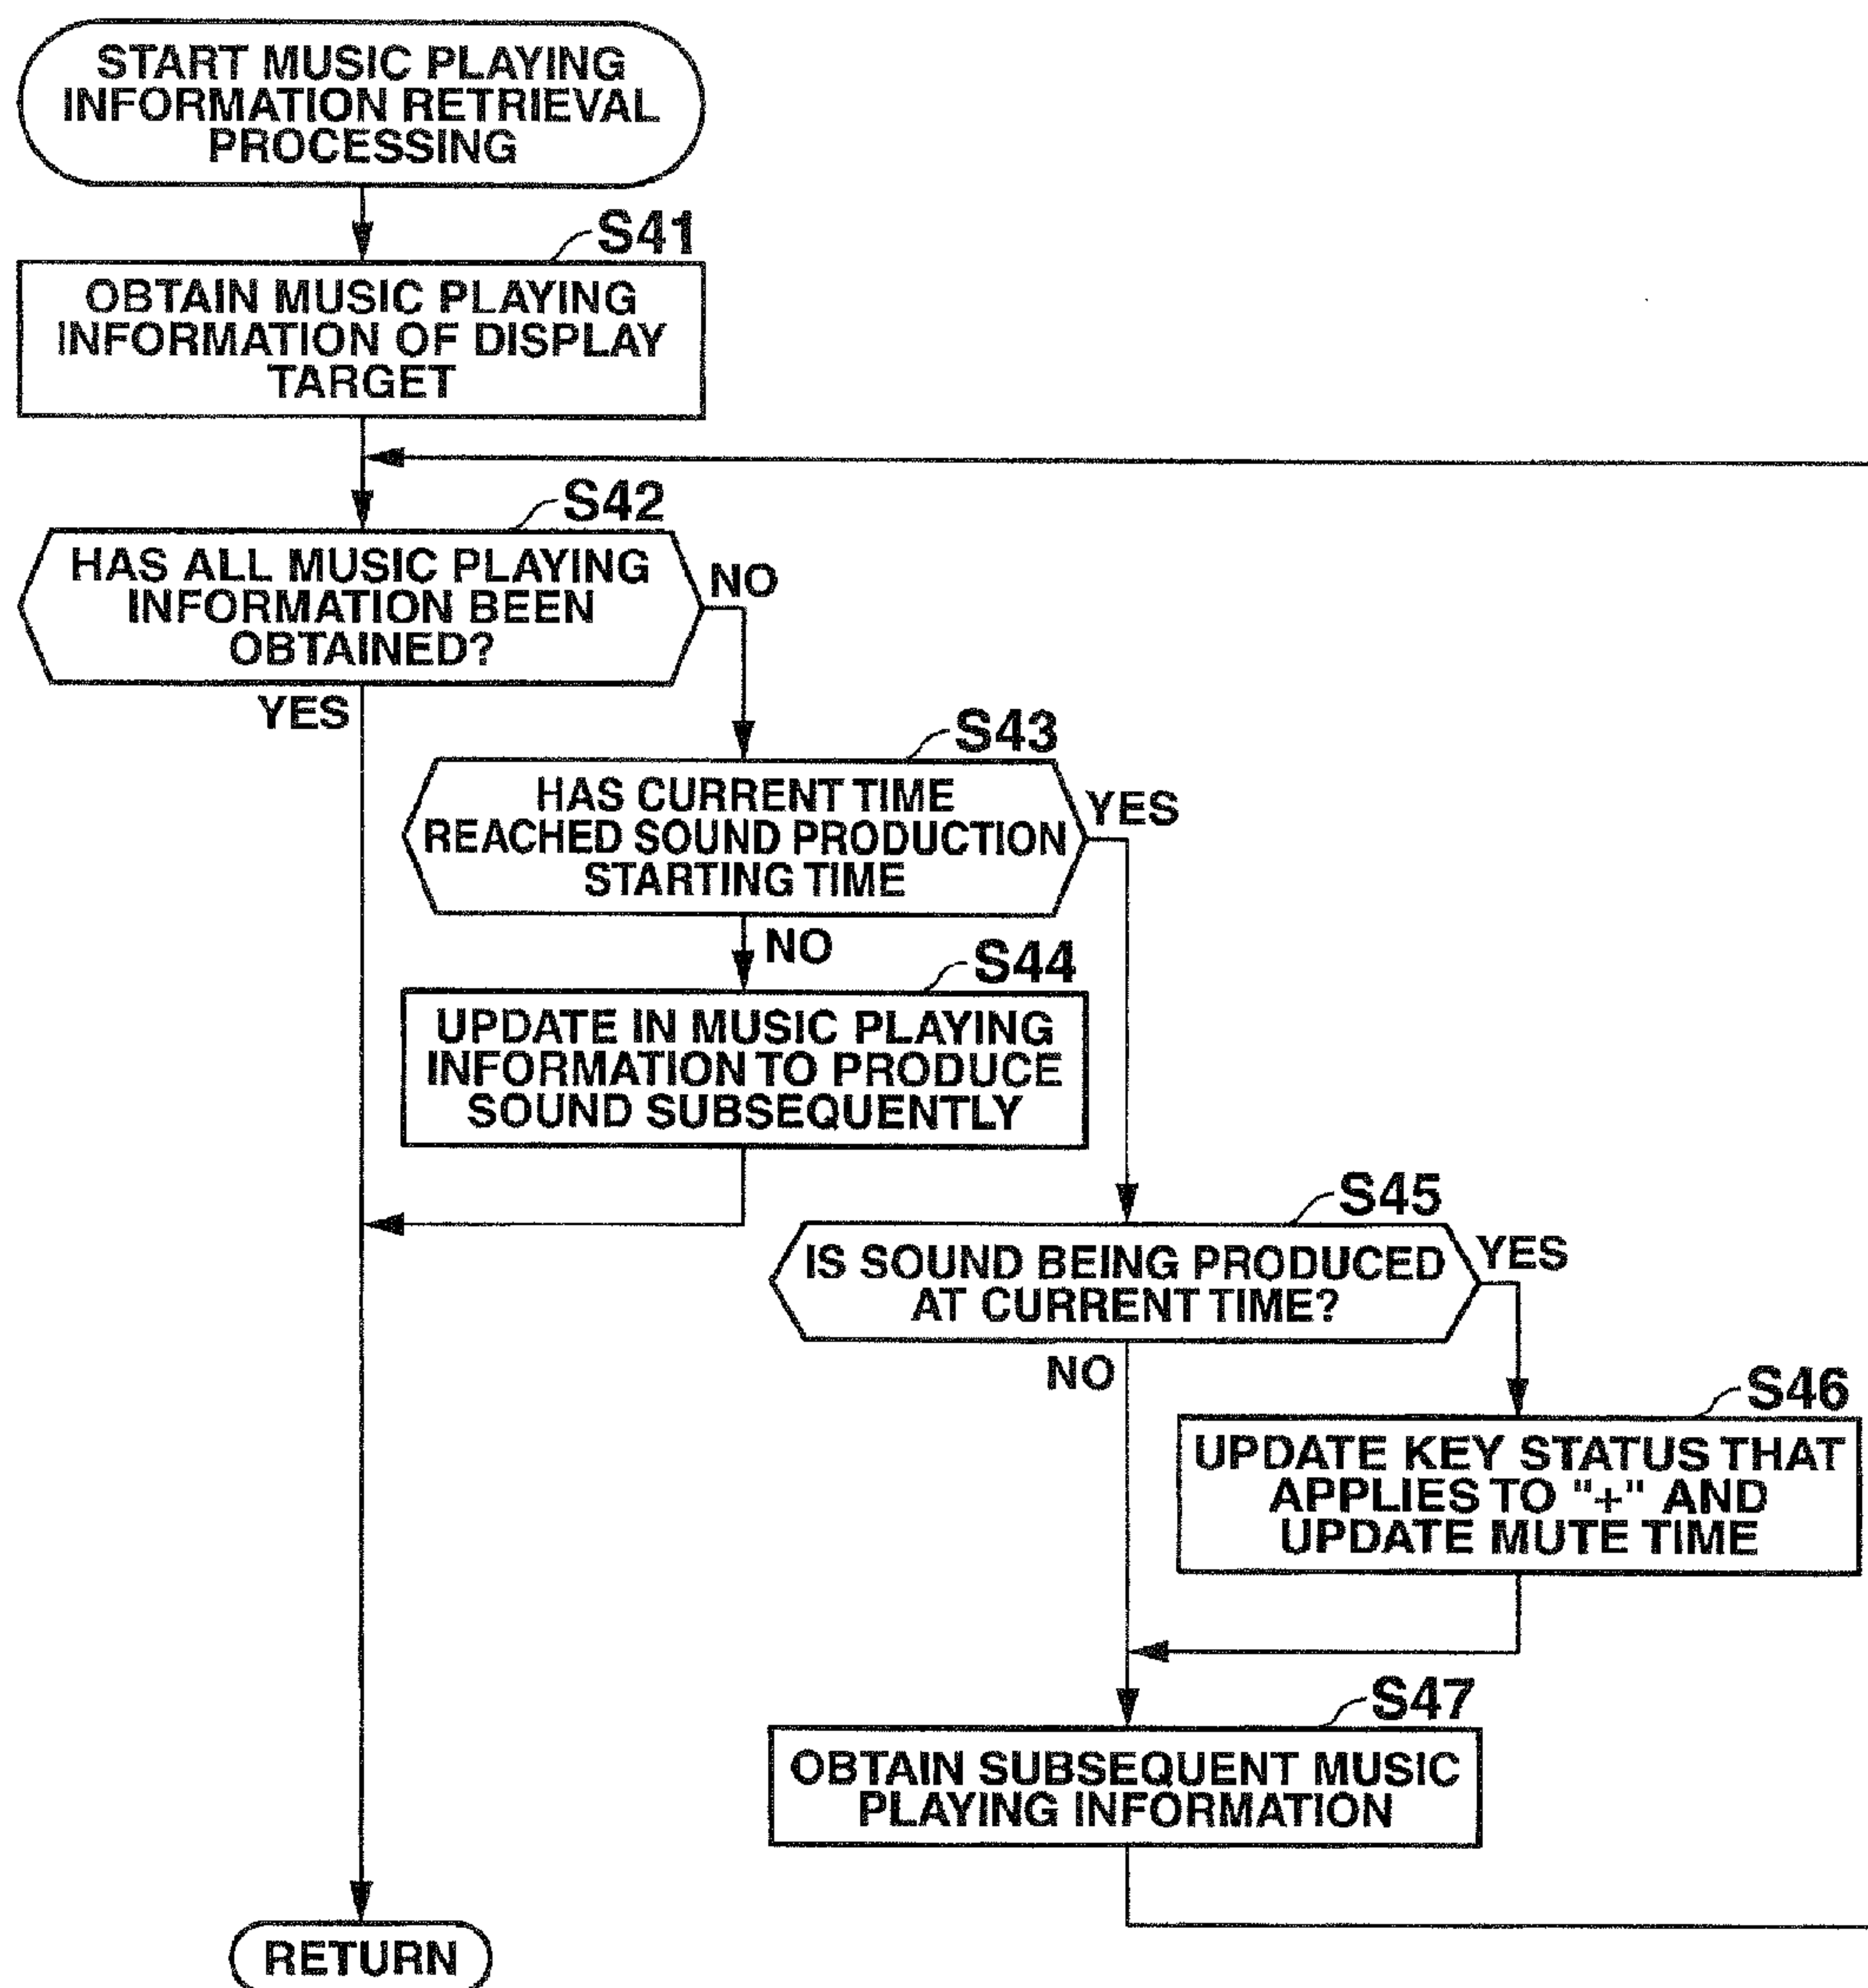 START MUSIC PLAYING
INFORMATION RETRIEVAL
PROCESSING
S41
OBTAIN MUSIC PLAYING
INFORMATION OF DISPLAY
TARGET
S42
HAS ALL MUSIC PLAYING
INFORMATION BEEN
OBTAINED?
NO
YES
S43
HAS CURRENT TIME
REACHED SOUND PRODUCTION
STARTING TIME
YES
NO
S44
UPDATE IN MUSIC PLAYING
INFORMATION TO PRODUCE
SOUND SUBSEQUENTLY
S45
IS SOUND BEING PRODUCED
AT CURRENT TIME?
YES
NO
S46
UPDATE KEY STATUS THAT
APPLIES TO "+" AND
UPDATE MUTE TIME
S47
OBTAIN SUBSEQUENT MUSIC
PLAYING INFORMATION
RETURN